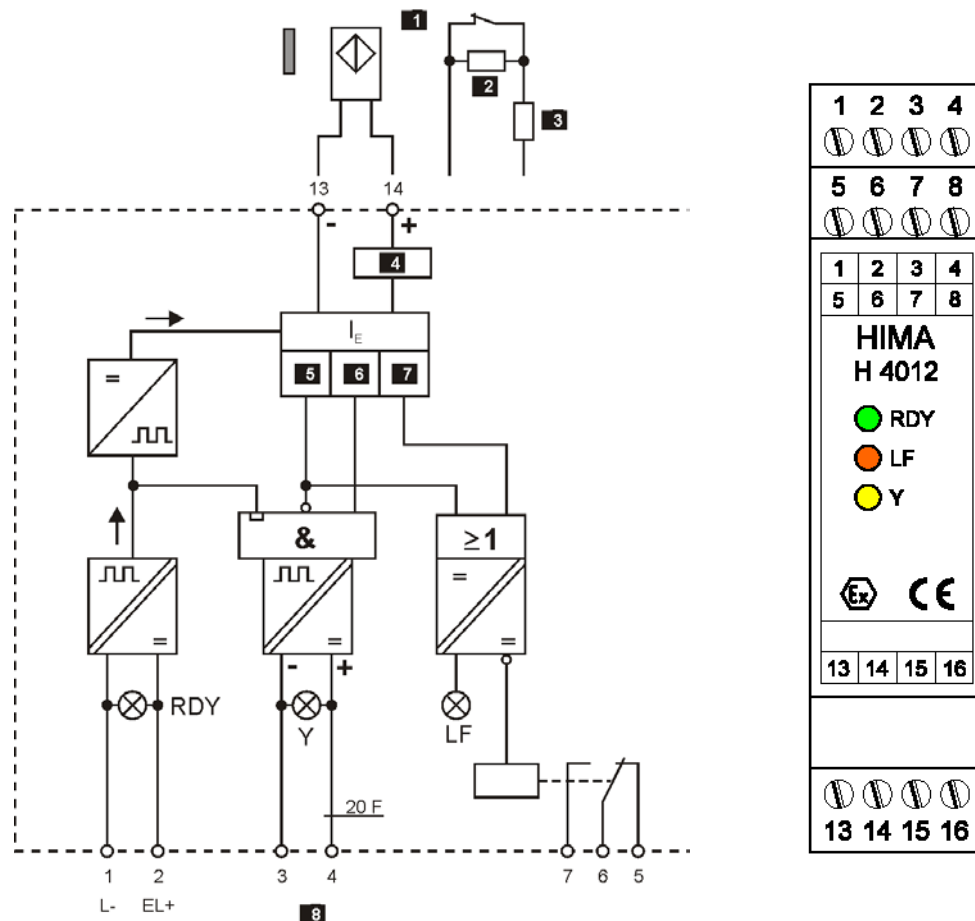 1
2
3
13 14
- +
4
I_E
5 6 7
=
& ≥1
= = =
- +
RDY
Y
LF
20 F
1 2 3 4 7 6 5
L- EL+
8
1 2 3 4
5 6 7 8
1 2 3 4
5 6 7 8
HIMA
H 4012
RDY
LF
Y
Ex CE
13 14 15 16
13 14 15 16